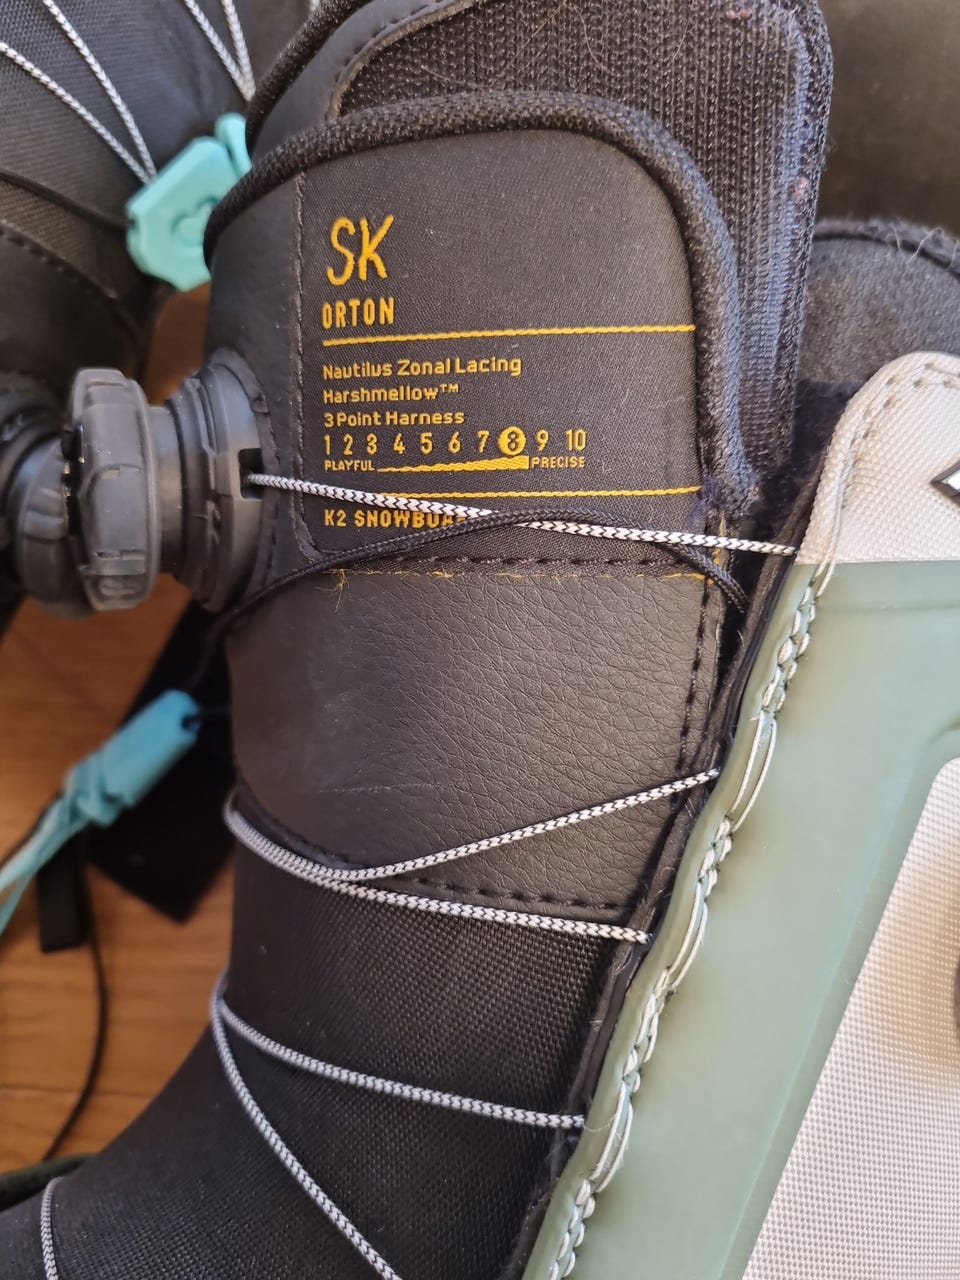 SK
ORTON
Nautilus Zonal Lacing
Harshmellow™
3 Point Harness
1 2 3 4 5 6 7 8 9 10
PLAYFUL PRECISE
K2